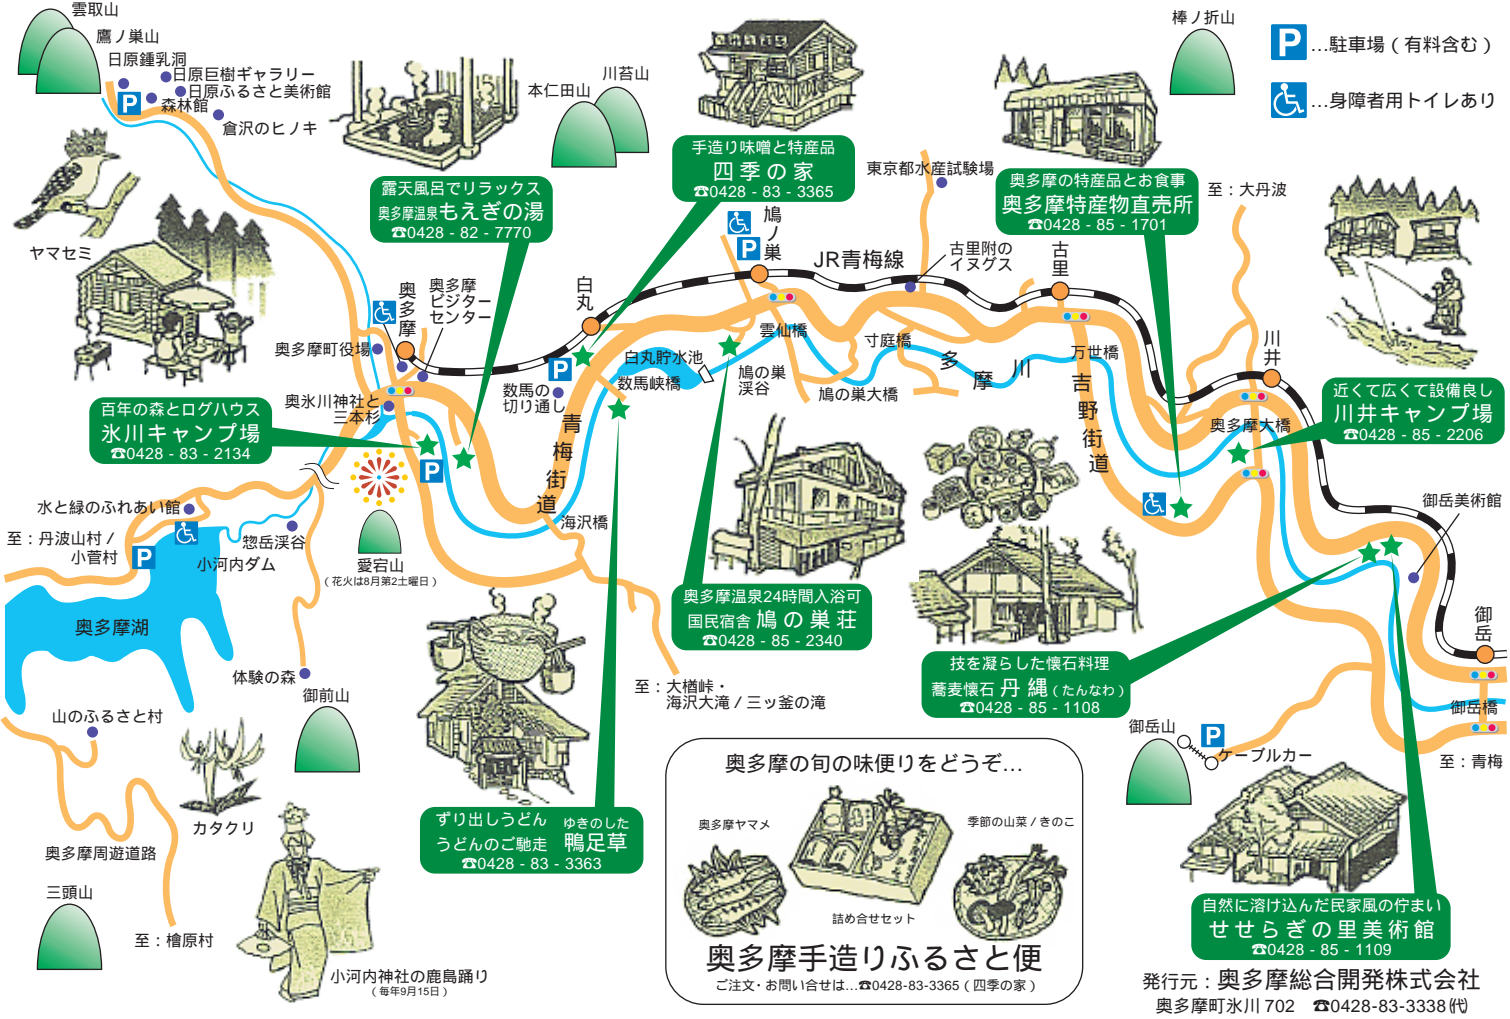 雲取山
鷹ノ巣山
日原鍾乳洞
日原巨樹ギャラリー
日原ふるさと美術館
森林館
倉沢のヒノキ
P
ヤマセミ
本仁田山
川苔山
棒ノ折山
P…駐車場（有料含む）
…身障者用トイレあり
露天風呂でリラックス
奥多摩温泉もえぎの湯
☎0428 - 82 - 7770
手造り味噌と特産品
四季の家
☎0428 - 83 - 3365
東京都水産試験場
奥多摩の特産品とお食事
奥多摩特産物直売所
☎0428 - 85 - 1701
至：大丹波
奥多摩
奥多摩
ビジター
センター
白丸
鳩ノ巣
P
JR青梅線
古里附の
イヌグス
古里
川井
奥多摩町役場
奥氷川神社と
三本杉
P
数馬の
切り通し
白丸貯水池
数馬峡橋
鳩の巣
渓谷
雲仙橋
寸庭橋
鳩の巣大橋
多摩川
万世橋
吉野街道
青梅街道
海沢橋
奥多摩大橋
百年の森とログハウス
氷川キャンプ場
☎0428 - 83 - 2134
P
近くて広くて設備良し
川井キャンプ場
☎0428 - 85 - 2206
水と緑のふれあい館
至：丹波山村 /
小菅村
P
小河内ダム
惣岳渓谷
愛宕山
（花火は8月第2土曜日）
御岳美術館
奥多摩湖
体験の森
御前山
山のふるさと村
カタクリ
奥多摩周遊道路
三頭山
至：檜原村
小河内神社の鹿島踊り
（毎年9月15日）
奥多摩温泉24時間入浴可
国民宿舎 鳩の巣荘
☎0428 - 85 - 2340
至：大楢峠・
海沢大滝 / 三ッ釜の滝
技を凝らした懐石料理
蕎麦懐石 丹縄（たんなわ）
☎0428 - 85 - 1108
御岳
御岳橋
至：青梅
御岳山
P
ケーブルカー
ずり出しうどん ゆきのした
うどんのご馳走 鴨足草
☎0428 - 83 - 3363
奥多摩の旬の味便りをどうぞ…
奥多摩ヤマメ
季節の山菜 / きのこ
詰め合せセット
奥多摩手造りふるさと便
ご注文・お問い合せは…☎0428-83-3365（四季の家）
自然に溶け込んだ民家風の佇まい
せせらぎの里美術館
☎0428 - 85 - 1109
発行元：奥多摩総合開発株式会社
奥多摩町氷川 702 ☎0428-83-3338㈹